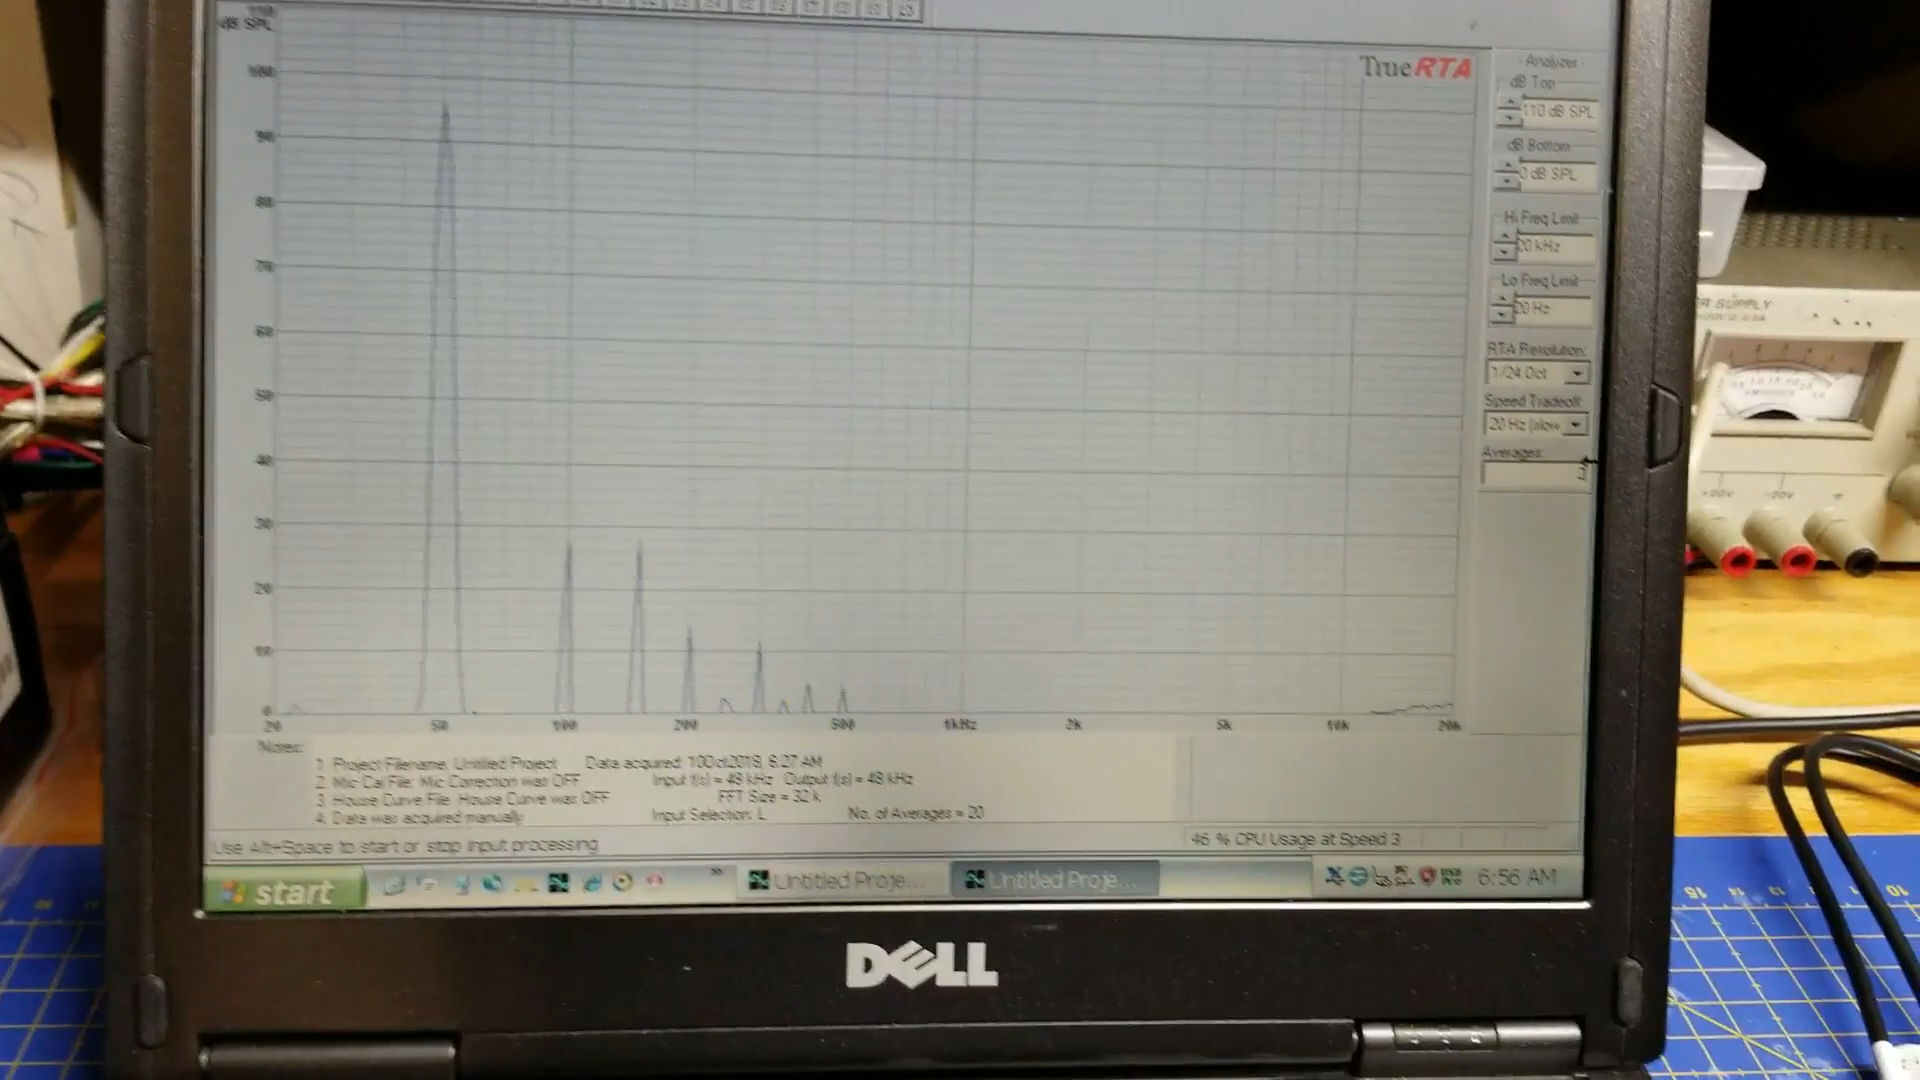 dB SPL
TrueRTA
100
90
80
70
60
50
40
30
20
10
0
20 50 100 200 500 1kHz 2k 5k 10k 20k
- Analyzer -
dB Top
110 dB SPL
dB Bottom
0 dB SPL
Hi Freq Limit
20 kHz
Lo Freq Limit
20 Hz
RTA Resolution:
1/24 Oct
Speed Tradeoff:
20 Hz (slow
Averages:
Notes:
1. Project Filename: Untitled Project Data acquired: 10Oct2018, 6:27 AM
2. Mic Cal File: Mic Correction was OFF Input f(s) = 48 kHz Output f(s) = 48 kHz
3. House Curve File: House Curve was OFF FFT Size = 32 k
4. Data was acquired manually Input Selection: L No. of Averages = 20
Use Alt+Space to start or stop input processing
46 % CPU Usage at Speed 3
start
Untitled Proje...
Untitled Proje...
6:56 AM
DELL
SUPPLY
+20V
-20V